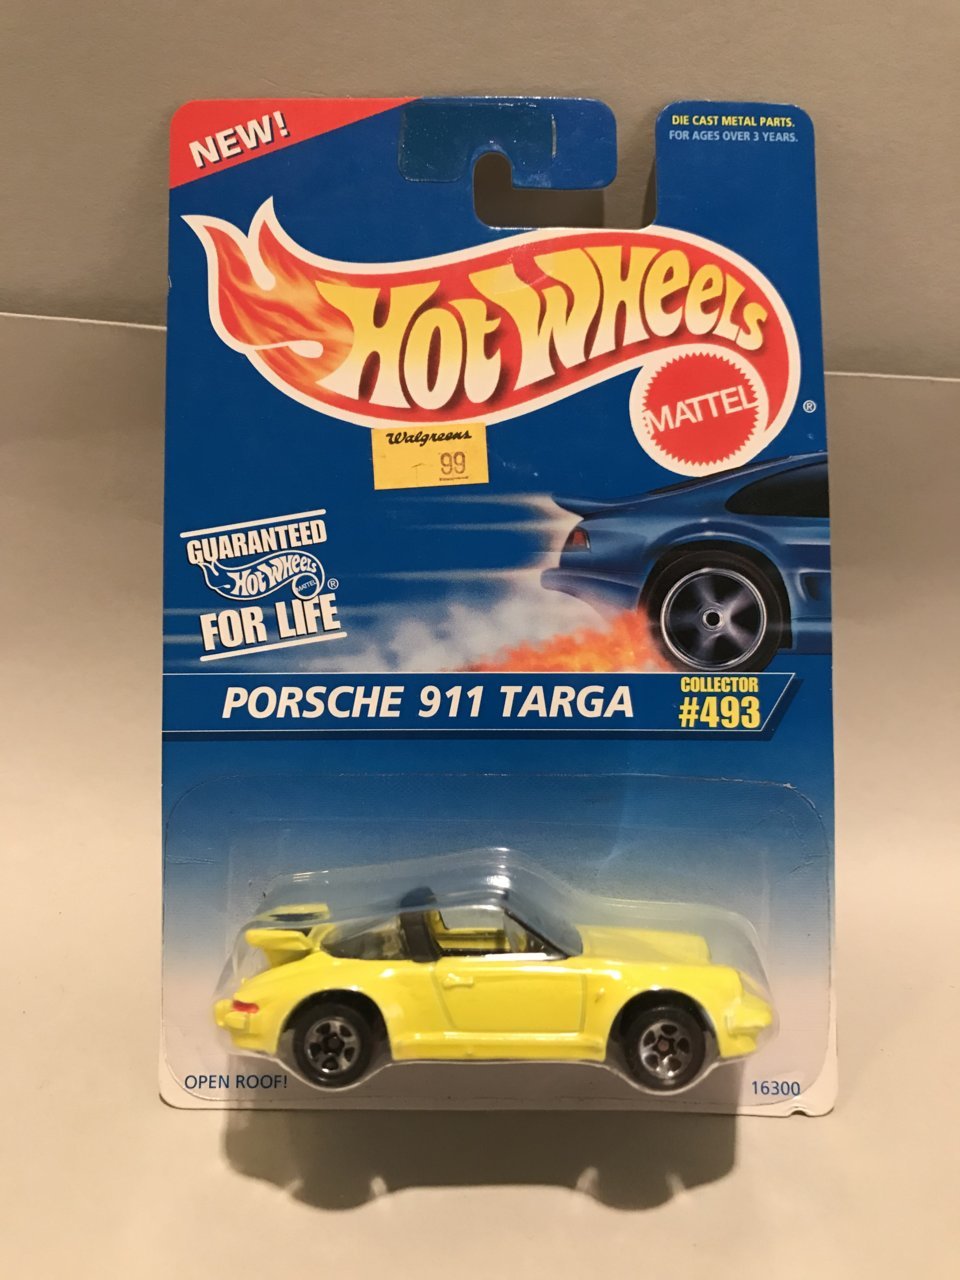 NEW!
DIE CAST METAL PARTS.
FOR AGES OVER 3 YEARS.
HOT WHEELS
MATTEL
®
Walgreens
99
GUARANTEED
HOT WHEELS
MATTEL
®
FOR LIFE
PORSCHE 911 TARGA
COLLECTOR
#493
OPEN ROOF!
16300